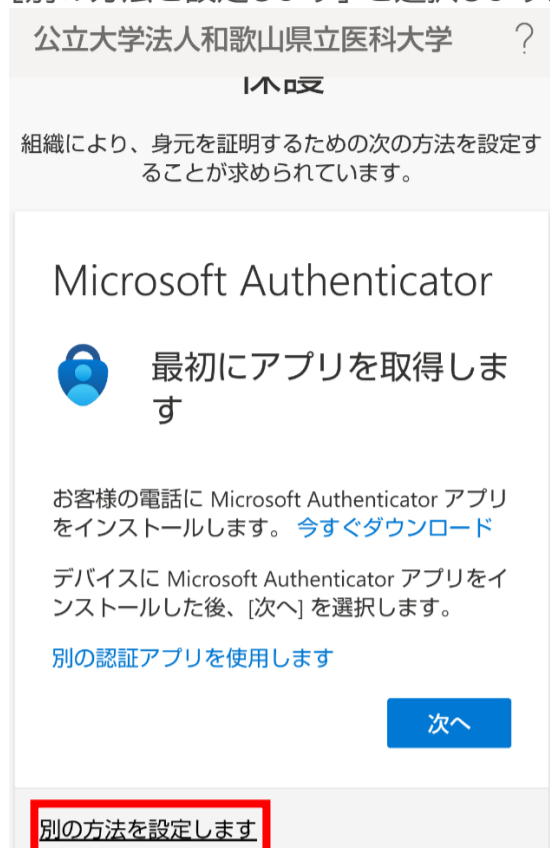 公立大学法人和歌山県立医科大学 ?
保護
組織により、身元を証明するための次の方法を設定す
ることが求められています。
Microsoft Authenticator
最初にアプリを取得しま
す
お客様の電話に Microsoft Authenticator アプリ
をインストールします。 今すぐダウンロード
デバイスに Microsoft Authenticator アプリをイ
ンストールした後、[次へ] を選択します。
別の認証アプリを使用します
次へ
別の方法を設定します